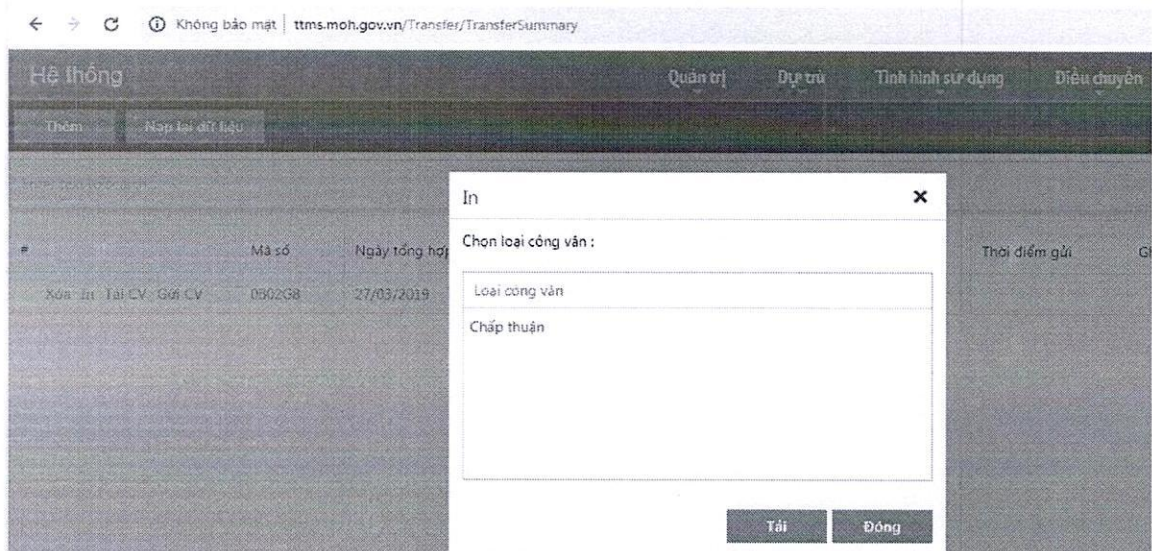 Không bảo mật | ttms.moh.gov.vn/Transfer/TransferSummary
Hệ thống Quản trị Dự trù Tình hình sử dụng Điều chuyển
Thêm Nạp lại dữ liệu
In
Chọn loại công văn :
# Mã số Ngày tổng hợp Thời điểm gửi
Loại công văn
Xóa In Tải CV Gửi CV 0B02G8 27/03/2019
Chấp thuận
Tải Đóng